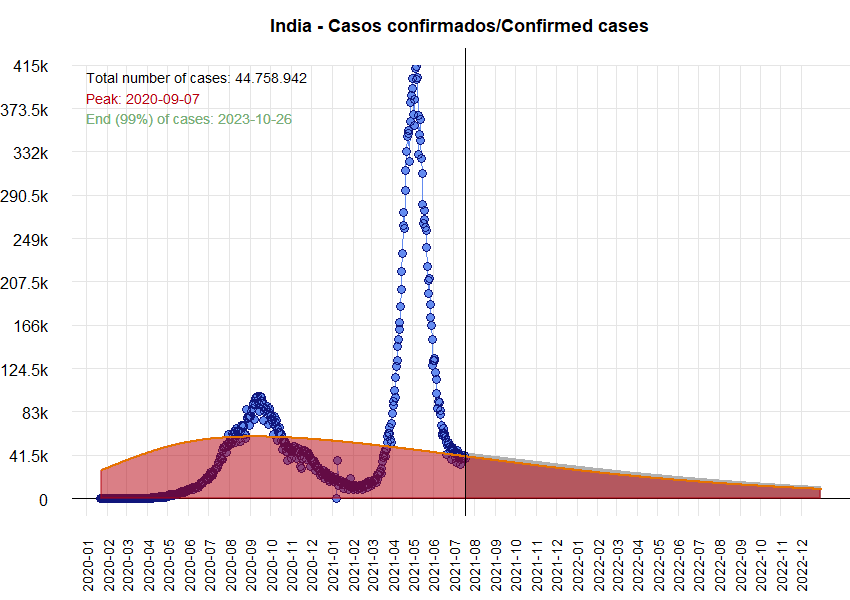 India - Casos confirmados/Confirmed cases
Total number of cases: 44.758.942
Peak: 2020-09-07
End (99%) of cases: 2023-10-26
415k
373.5k
332k
290.5k
249k
207.5k
166k
124.5k
83k
41.5k
0
2020-01
2020-02
2020-03
2020-04
2020-05
2020-06
2020-07
2020-08
2020-09
2020-10
2020-11
2020-12
2021-01
2021-02
2021-03
2021-04
2021-05
2021-06
2021-07
2021-08
2021-09
2021-10
2021-11
2021-12
2022-01
2022-02
2022-03
2022-04
2022-05
2022-06
2022-07
2022-08
2022-09
2022-10
2022-11
2022-12